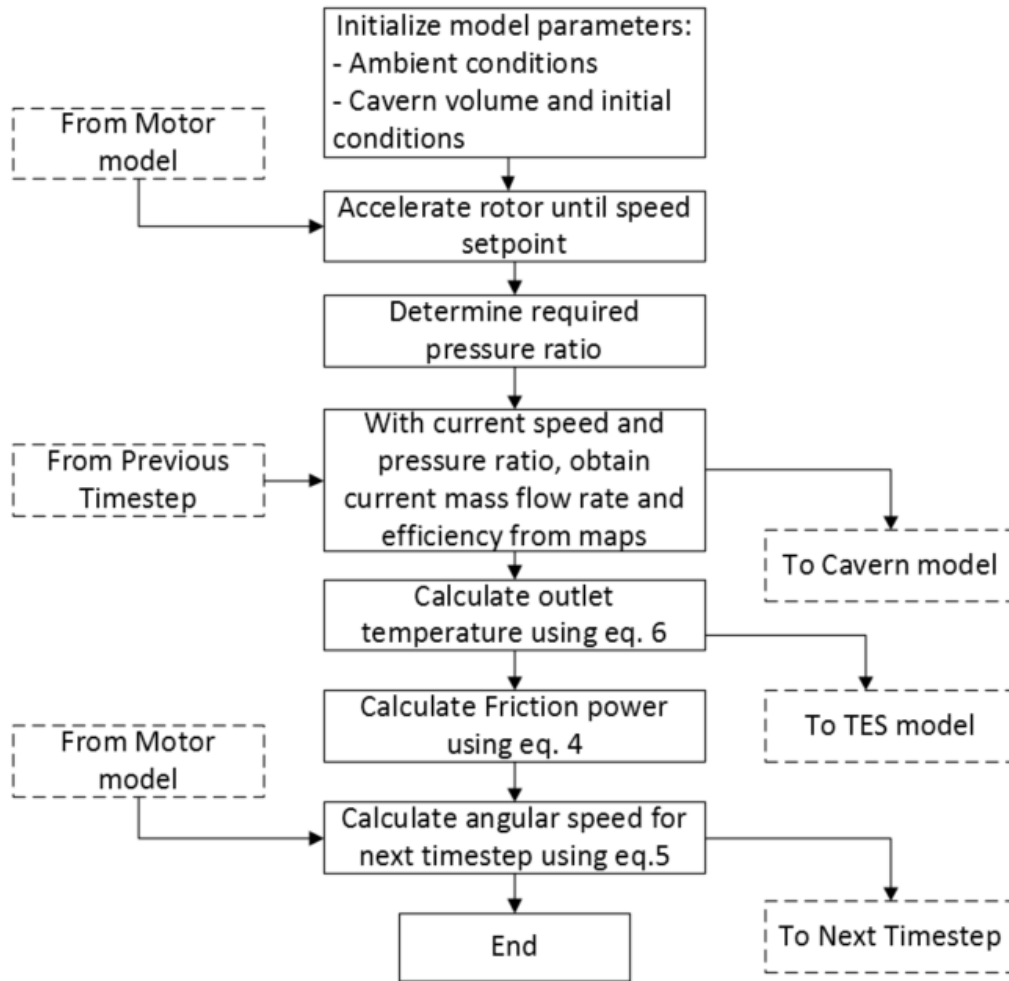 Initialize model parameters:
- Ambient conditions
- Cavern volume and initial
conditions
From Motor
model
Accelerate rotor until speed
setpoint
Determine required
pressure ratio
From Previous
Timestep
With current speed and
pressure ratio, obtain
current mass flow rate and
efficiency from maps
To Cavern model
Calculate outlet
temperature using eq. 6
To TES model
Calculate Friction power
using eq. 4
From Motor
model
Calculate angular speed for
next timestep using eq.5
To Next Timestep
End